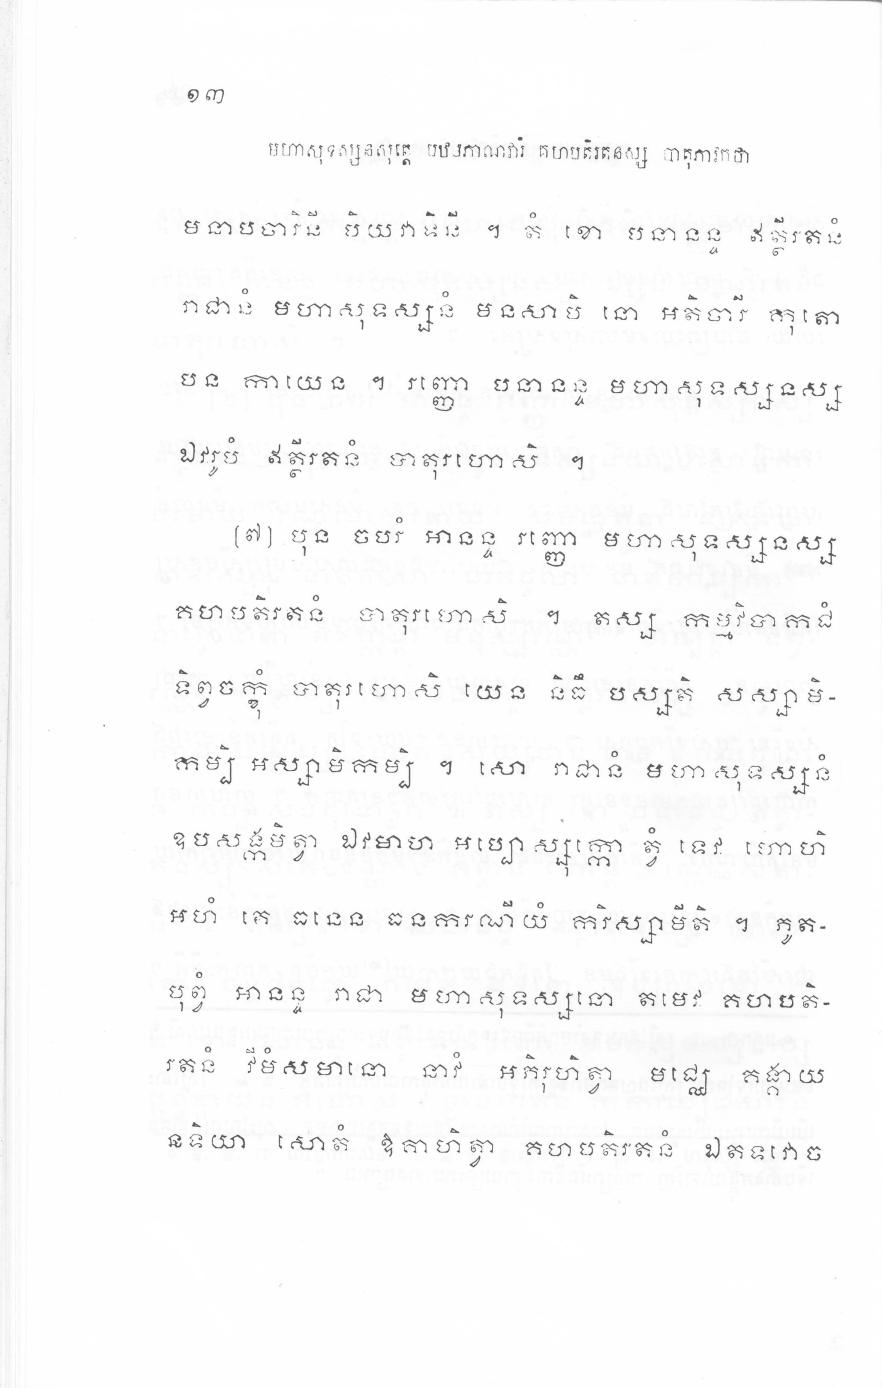 ១៣
មហាសុទស្សនសុត្តេ បឋមភាណវារំ គហបតិរតនស្ស បាតុភាវកថា
មនាបចារិនី បិយវាទិនី ។ តំ ខោ បនានន្ទ ឥត្ថីរតនំ
រាជានំ មហាសុទស្សនំ មនសាបិ នោ អតិចារី កុតោ
បន កាយេន ។ រញ្ញោ បនានន្ទ មហាសុទស្សនស្ស
ឯវរូបំ ឥត្ថីរតនំ បាតុរហោសិ ។
(៧) បុន ចបរំ អានន្ទ រញ្ញោ មហាសុទស្សនស្ស
គហបតិរតនំ បាតុរហោសិ ។ តស្ស កម្មវិបាកជំ
ទិព្វចក្ខុំ បាតុរហោសិ យេន និធឹ បស្សតិ សស្សាមិ-
កម្បិ អស្សាមិកម្បិ ។ សោ រាជានំ មហាសុទស្សនំ
ឧបសង្កមិត្វា ឯវមាហ អប្បោស្សុក្កោ ត្វំ ទេវ ហោហិ
អហំ តេ ធនេន ធនករណីយំ ករិស្សាមីតិ ។ ភូត-
បុព្វំ អានន្ទ រាជា មហាសុទស្សនោ តមេវ គហបតិ-
រតនំ វីមំសមានោ នាវំ អភិរុហិត្វា មជ្ឈេ គង្គាយ
នទិយា សោតំ ឱគាហិត្វា គហបតិរតនំ ឯតទវោច